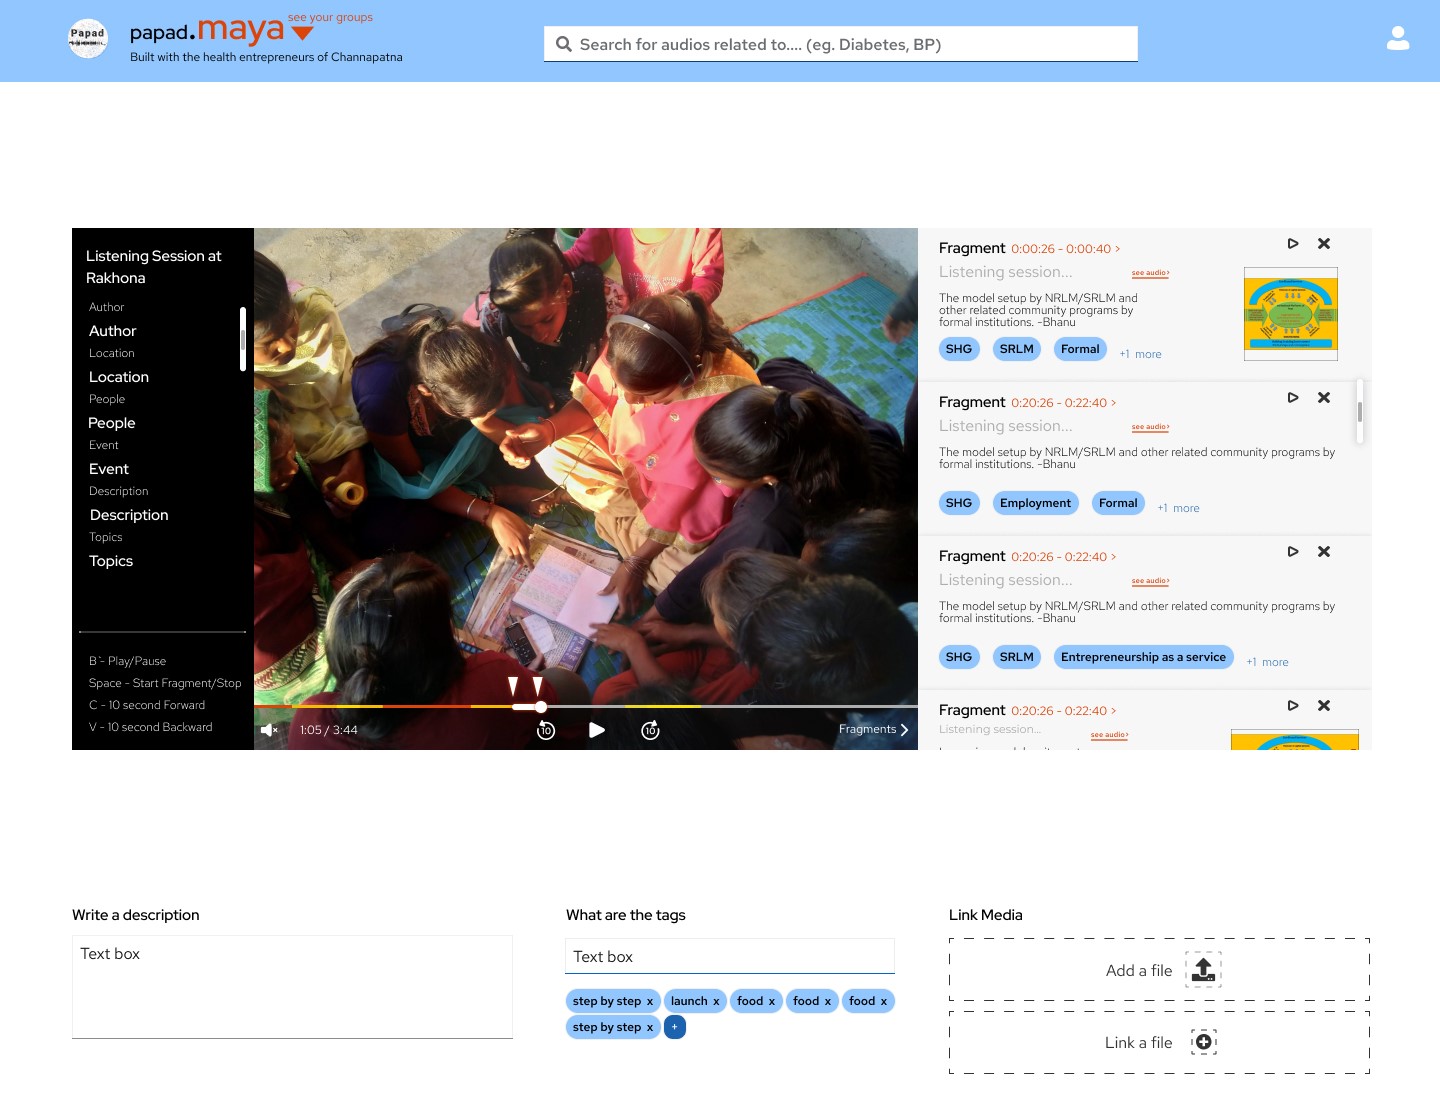 Papad
papad.maya
see your groups
Built with the health entrepreneurs of Channapatna
Search for audios related to.... (eg. Diabetes, BP)
Listening Session at
Rakhona
Author
Author
Location
Location
People
People
Event
Event
Description
Description
Topics
Topics
B`- Play/Pause
Space - Start Fragment/Stop
C - 10 second Forward
V - 10 second Backward
1:05 / 3:44
10
10
Fragments
Fragment 0:00:26 - 0:00:40 >
Listening session... see audio>
The model setup by NRLM/SRLM and
other related community programs by
formal institutions. -Bhanu
SHG SRLM Formal +1 more
Fragment 0:20:26 - 0:22:40 >
Listening session... see audio>
The model setup by NRLM/SRLM and other related community programs by
formal institutions. -Bhanu
SHG Employment Formal +1 more
Fragment 0:20:26 - 0:22:40 >
Listening session... see audio>
The model setup by NRLM/SRLM and other related community programs by
formal institutions. -Bhanu
SHG SRLM Entrepreneurship as a service +1 more
Fragment 0:20:26 - 0:22:40 >
Listening session... see audio>
Write a description
Text box
What are the tags
Text box
step by step x launch x food x food x food x
step by step x +
Link Media
Add a file
Link a file